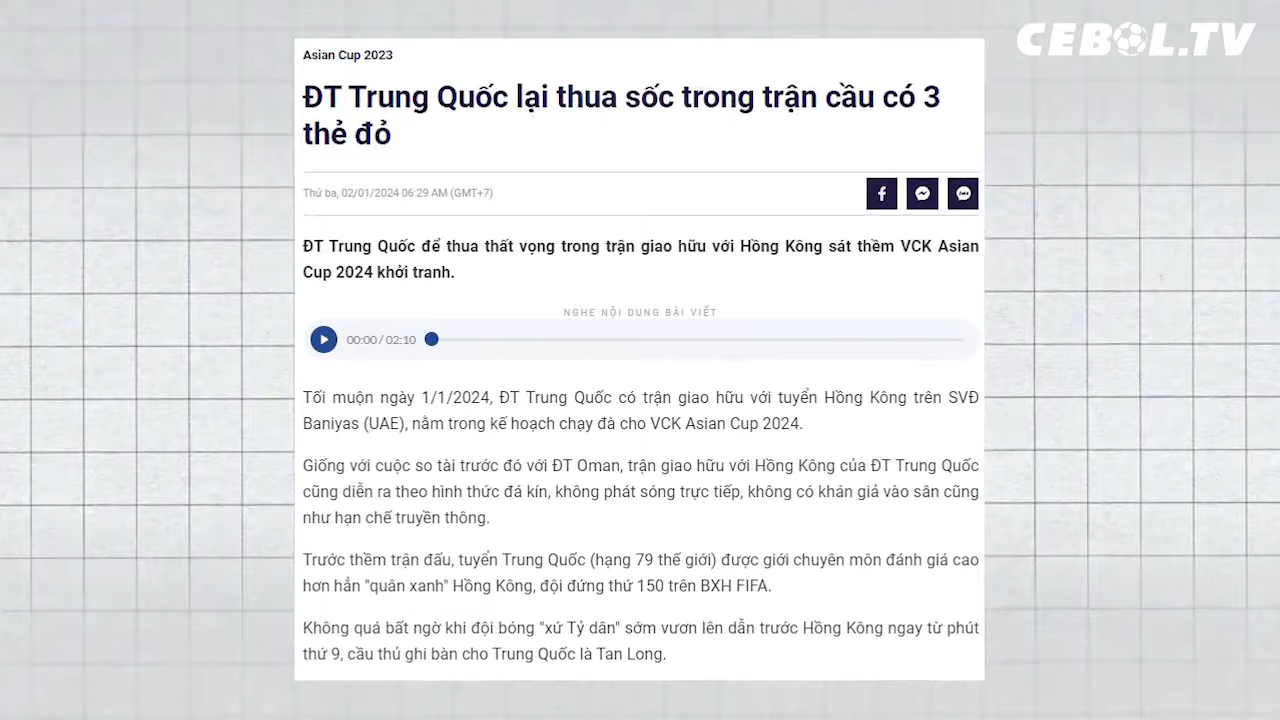 CEBOL.TV
Asian Cup 2023
ĐT Trung Quốc lại thua sốc trong trận cầu có 3
thẻ đỏ
Thứ ba, 02/01/2024 06:29 AM (GMT+7)
ĐT Trung Quốc để thua thất vọng trong trận giao hữu với Hồng Kông sát thềm VCK Asian
Cup 2024 khởi tranh.
NGHE NỘI DUNG BÀI VIẾT
00:00 / 02:10
Tối muộn ngày 1/1/2024, ĐT Trung Quốc có trận giao hữu với tuyển Hồng Kông trên SVĐ
Baniyas (UAE), nằm trong kế hoạch chạy đà cho VCK Asian Cup 2024.
Giống với cuộc so tài trước đó với ĐT Oman, trận giao hữu với Hồng Kông của ĐT Trung Quốc
cũng diễn ra theo hình thức đá kín, không phát sóng trực tiếp, không có khán giả vào sân cũng
như hạn chế truyền thông.
Trước thềm trận đấu, tuyển Trung Quốc (hạng 79 thế giới) được giới chuyên môn đánh giá cao
hơn hẳn "quân xanh" Hồng Kông, đội đứng thứ 150 trên BXH FIFA.
Không quá bất ngờ khi đội bóng "xứ Tỷ dân" sớm vươn lên dẫn trước Hồng Kông ngay từ phút
thứ 9, cầu thủ ghi bàn cho Trung Quốc là Tan Long.